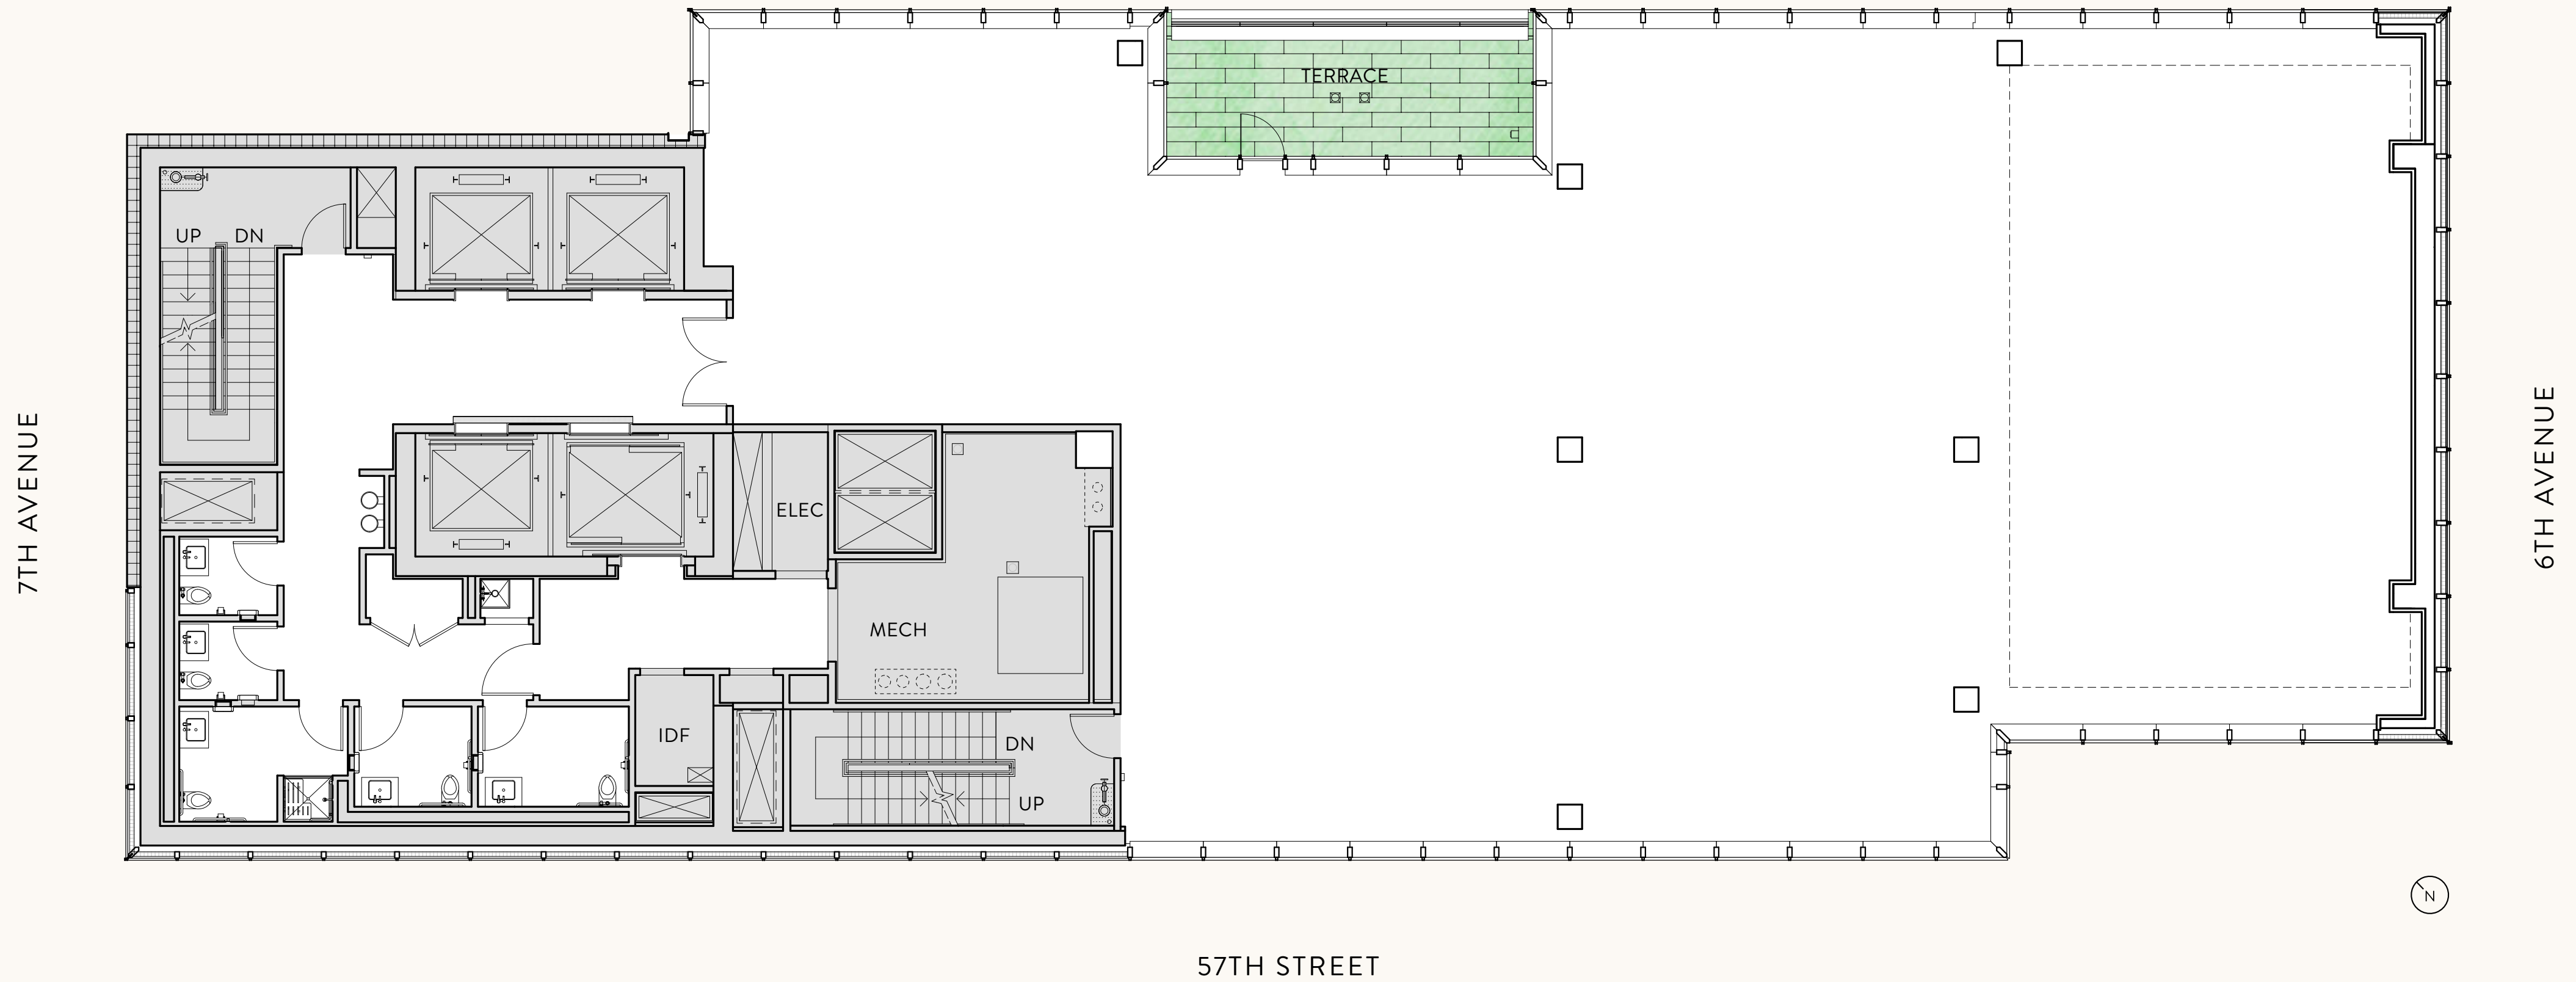 TERRACE
UP DN
7TH AVENUE
6TH AVENUE
ELEC
MECH
IDF
DN
UP
N
57TH STREET